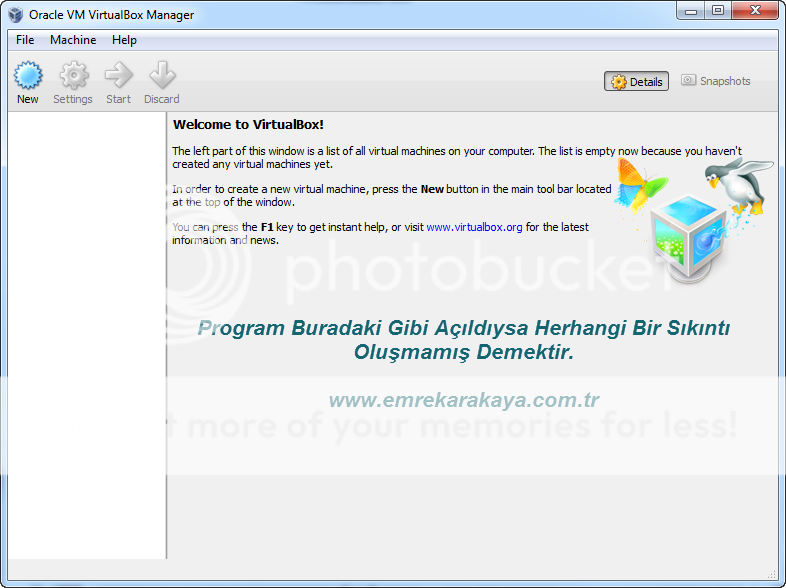 Oracle VM VirtualBox Manager
File Machine Help
New Settings Start Discard
Details Snapshots
Welcome to VirtualBox!
The left part of this window is a list of all virtual machines on your computer. The list is empty now because you haven't
created any virtual machines yet.
In order to create a new virtual machine, press the New button in the main tool bar located
at the top of the window.
You can press the F1 key to get instant help, or visit www.virtualbox.org for the latest
information and news.
photobucket
Program Buradaki Gibi Açıldıysa Herhangi Bir Sıkıntı
Oluşmamış Demektir.
www.emrekarakaya.com.tr
more of your memories for less!